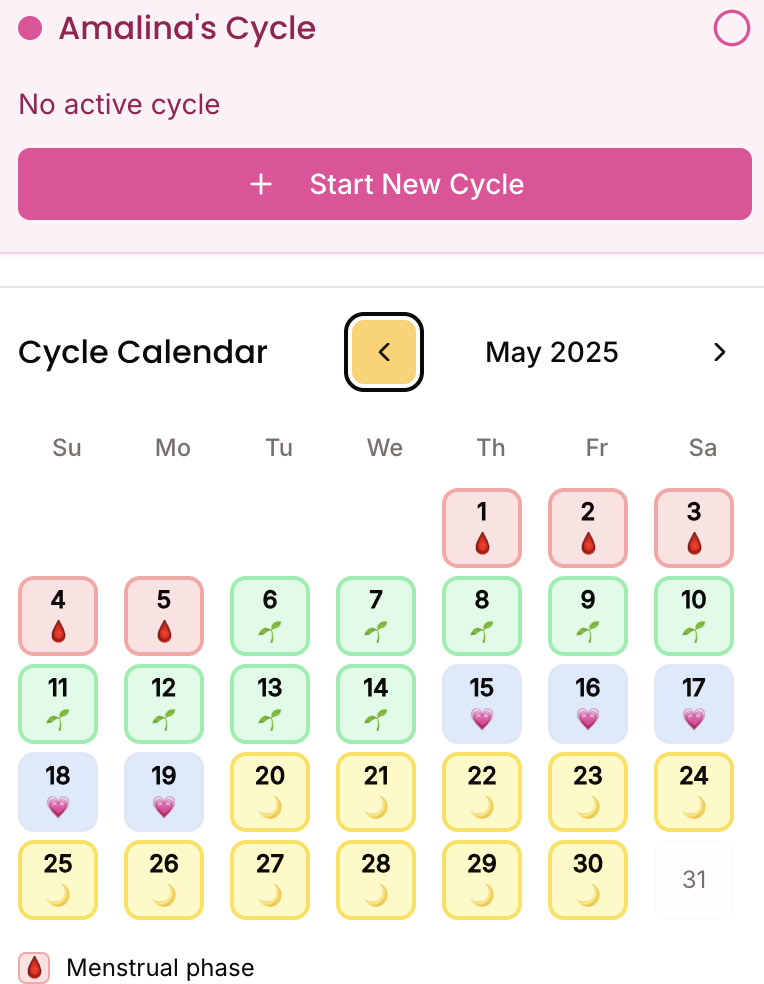 Amalina's Cycle
No active cycle
+ Start New Cycle
Cycle Calendar < May 2025 >
Su Mo Tu We Th Fr Sa
1 2 3
4 5 6 7 8 9 10
11 12 13 14 15 16 17
18 19 20 21 22 23 24
25 26 27 28 29 30 31
Menstrual phase